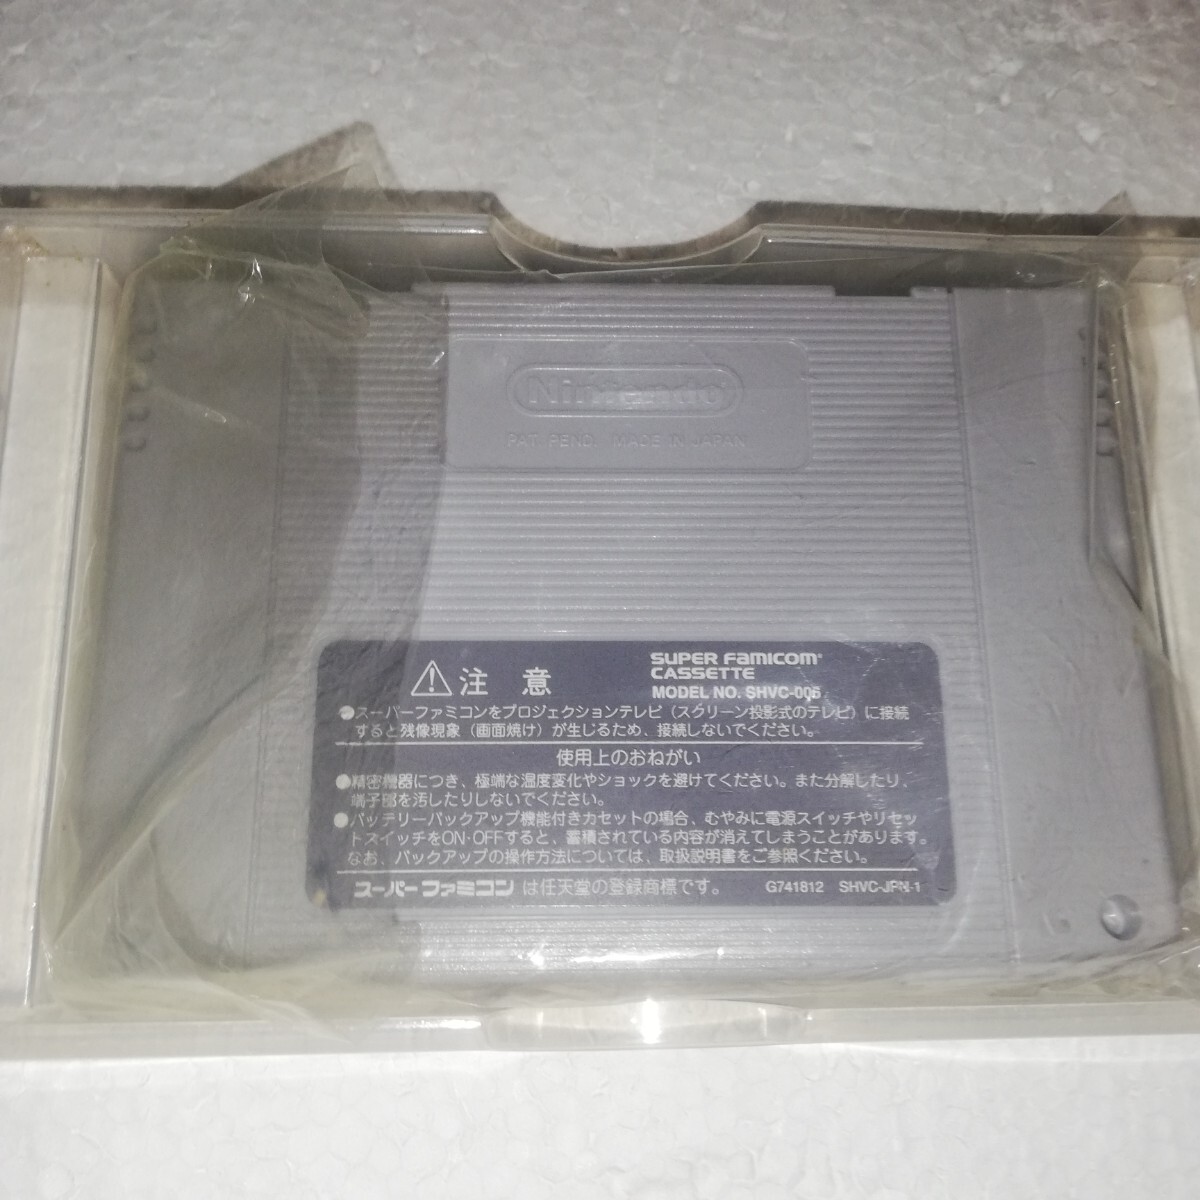 Nintendo
PAT. PEND. MADE IN JAPAN
⚠注意
SUPER FAMICOM
CASSETTE
MODEL NO. SHVC-005
●スーパーファミコンをプロジェクションテレビ（スクリーン投影式のテレビ）に接続
すると残像現象（画面焼け）が生じるため、接続しないでください。
使用上のおねがい
●精密機器につき、極端な温度変化やショックを避けてください。また分解したり、
端子部を汚したりしないでください。
●バッテリーバックアップ機能付きカセットの場合、むやみに電源スイッチやリセッ
トスイッチをON・OFFすると、蓄積されている内容が消えてしまうことがあります。
なお、バックアップの操作方法については、取扱説明書をご参照ください。
スーパーファミコンは任天堂の登録商標です。
G741812 SHVC-JPN-1